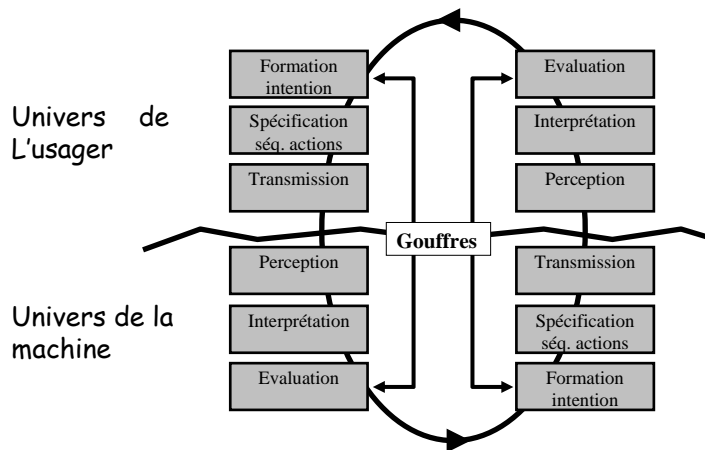 Univers de
L'usager
Formation
intention
Spécification
séq. actions
Transmission
Evaluation
Interprétation
Perception
Gouffres
Univers de la
machine
Perception
Interprétation
Evaluation
Transmission
Spécification
séq. actions
Formation
intention